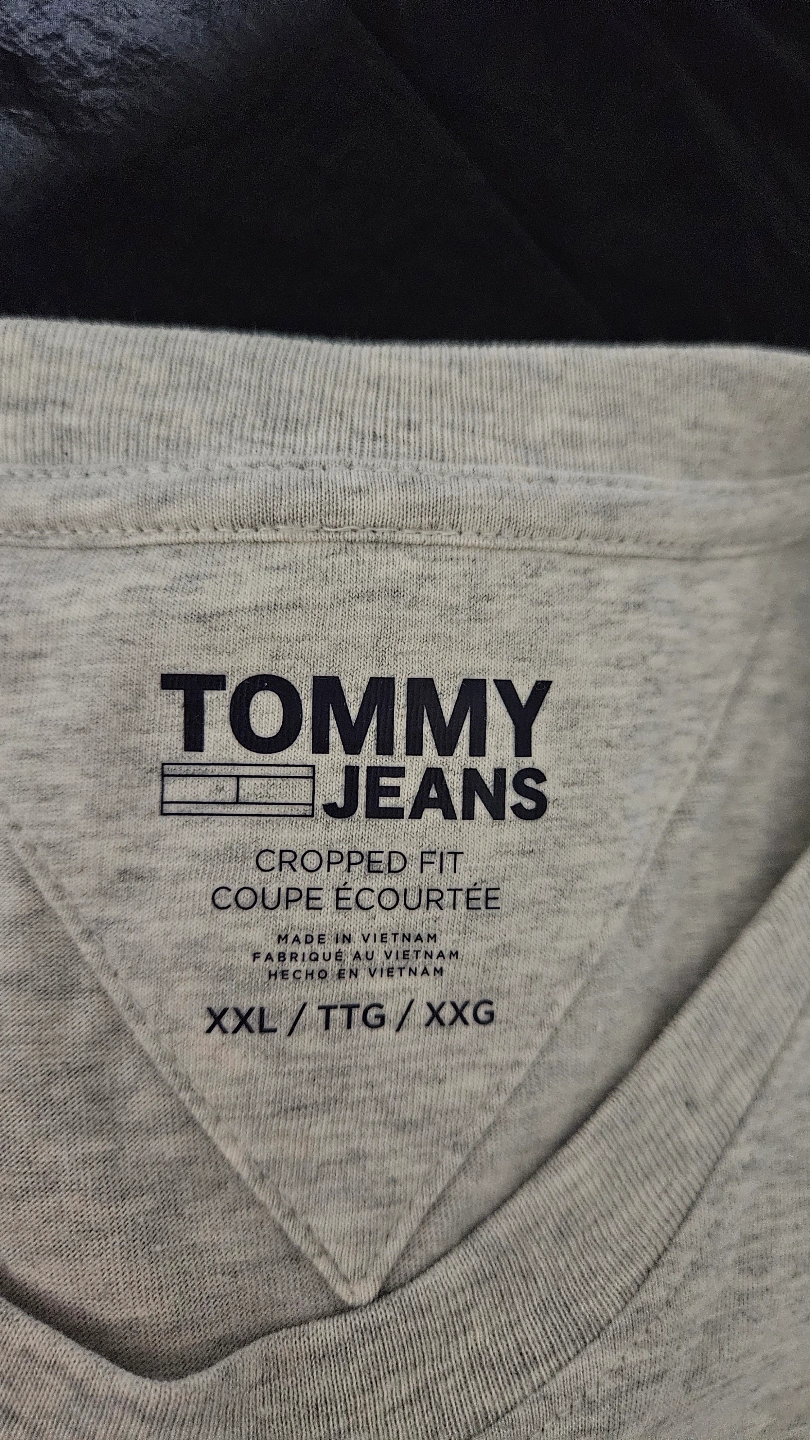 TOMMY
JEANS
CROPPED FIT
COUPE ÉCOURTÉE
MADE IN VIETNAM
FABRIQUÉ AU VIETNAM
HECHO EN VIETNAM
XXL / TTG / XXG